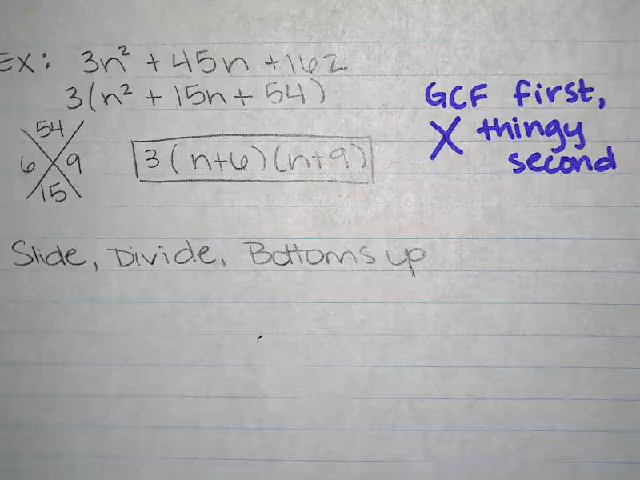 Ex: 3n² + 45n + 162
3(n² + 15n + 54)
GCF first,
X thingy
second
54
6 9
15
3(n+6)(n+9)
Slide, Divide, Bottoms up